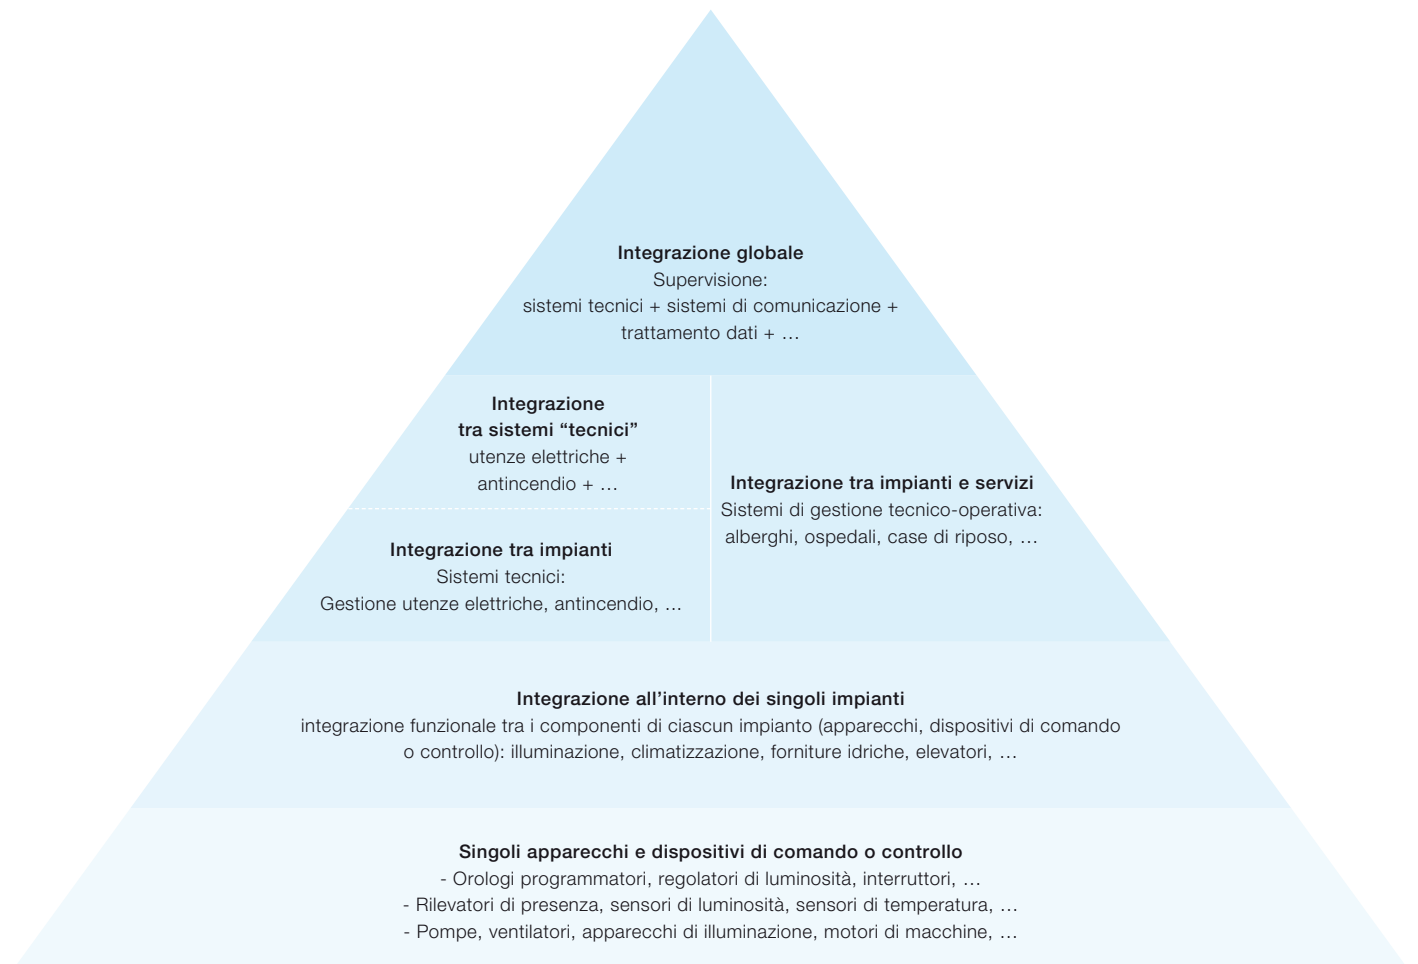 Integrazione globale
Supervisione:
sistemi tecnici + sistemi di comunicazione +
trattamento dati + …
Integrazione
tra sistemi “tecnici”
utenze elettriche +
antincendio + …
Integrazione tra impianti
Sistemi tecnici:
Gestione utenze elettriche, antincendio, …
Integrazione tra impianti e servizi
Sistemi di gestione tecnico-operativa:
alberghi, ospedali, case di riposo, …
Integrazione all’interno dei singoli impianti
integrazione funzionale tra i componenti di ciascun impianto (apparecchi, dispositivi di comando
o controllo): illuminazione, climatizzazione, forniture idriche, elevatori, …
Singoli apparecchi e dispositivi di comando o controllo
- Orologi programmatori, regolatori di luminosità, interruttori, …
- Rilevatori di presenza, sensori di luminosità, sensori di temperatura, …
- Pompe, ventilatori, apparecchi di illuminazione, motori di macchine, …